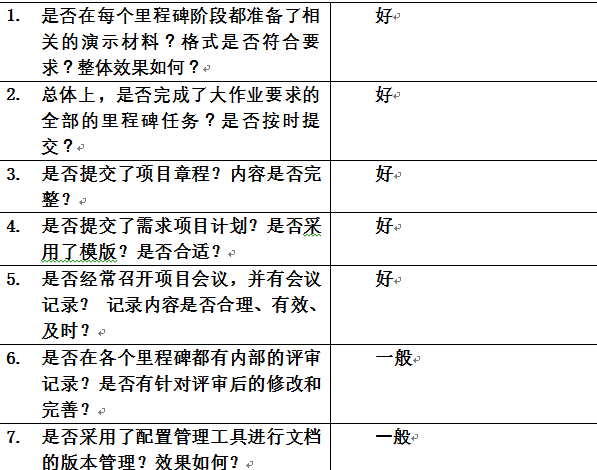 1. 是否在每个里程碑阶段都准备了相 好
关的演示材料？格式是否符合要
求？整体效果如何？
2. 总体上，是否完成了大作业要求的 好
全部的里程碑任务？是否按时提
交？
3. 是否提交了项目章程？内容是否完 好
整？
4. 是否提交了需求项目计划？是否采 好
用了模版？是否合适？
5. 是否经常召开项目会议，并有会议 好
记录？ 记录内容是否合理、有效、
及时？
6. 是否在各个里程碑都有内部的评审 一般
记录？是否有针对评审后的修改和
完善？
7. 是否采用了配置管理工具进行文档 一般
的版本管理？效果如何？